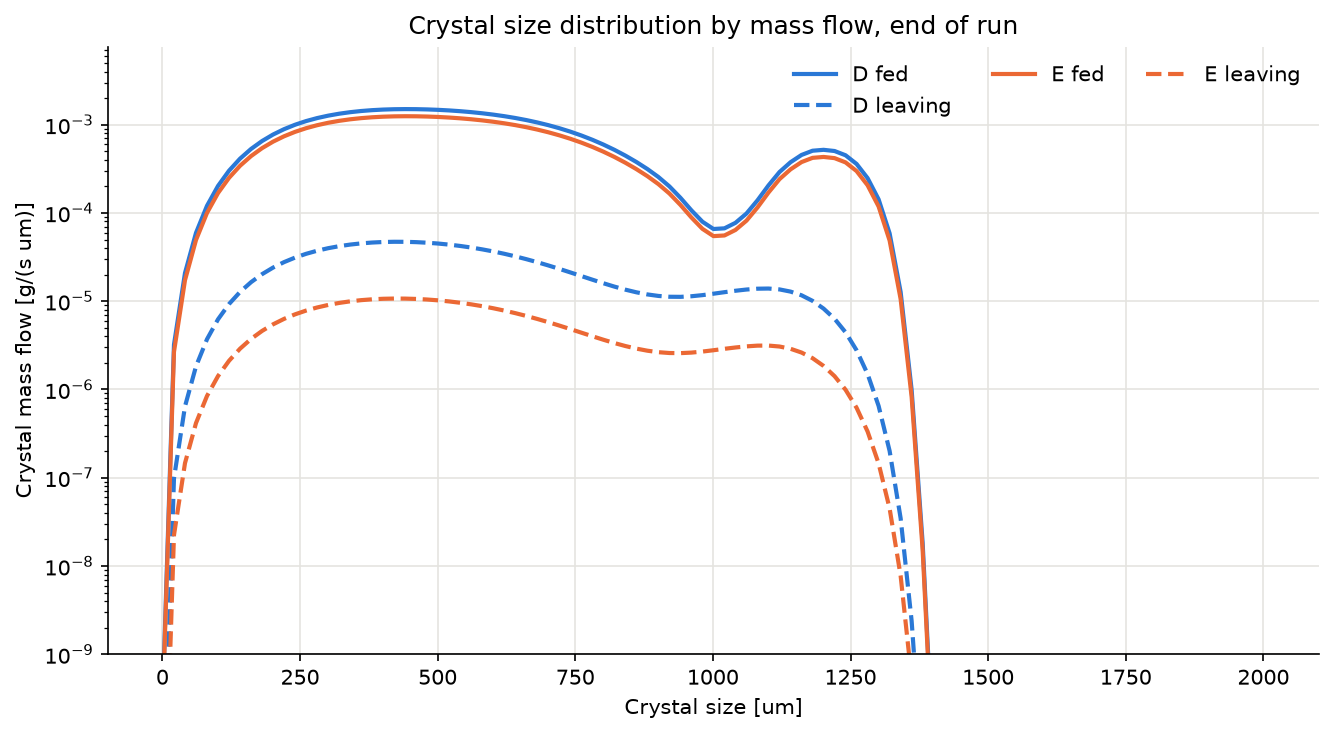 Crystal size distribution by mass flow, end of run
D fed
D leaving
E fed
E leaving
Crystal mass flow [g/(s um)]
10⁻³
10⁻⁴
10⁻⁵
10⁻⁶
10⁻⁷
10⁻⁸
10⁻⁹
0 250 500 750 1000 1250 1500 1750 2000
Crystal size [um]